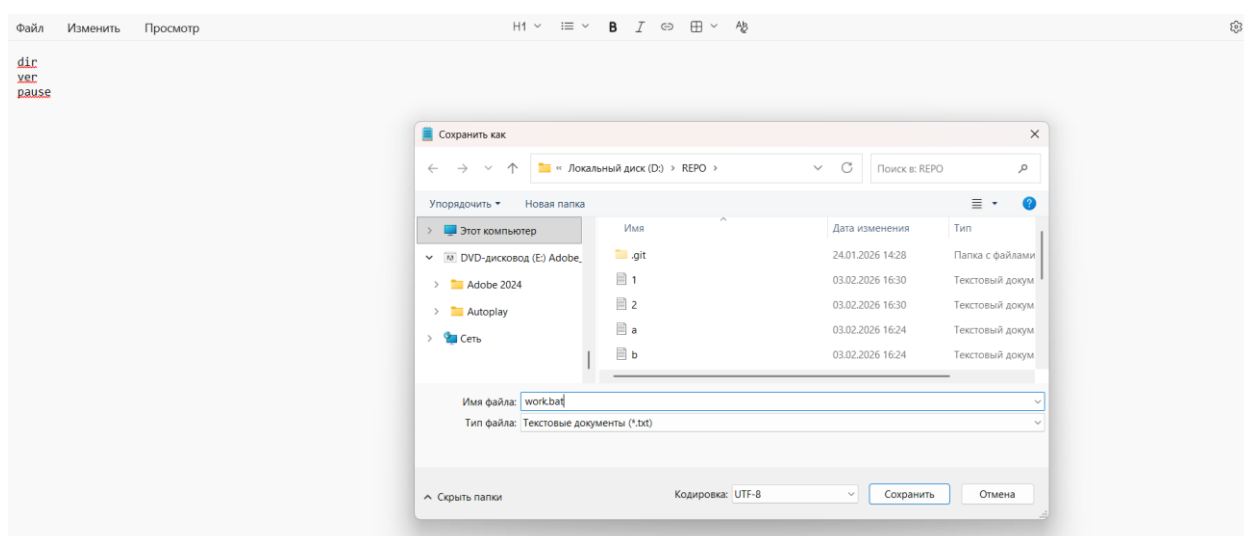 Файл Изменить Просмотр H1 B I
dir
ver
pause
Сохранить как
« Локальный диск (D:) > REPO > Поиск в: REPO
Упорядочить Новая папка
Имя Дата изменения Тип
Этот компьютер
.git 24.01.2026 14:28 Папка с файлами
DVD-дисковод (E:) Adobe_
1 03.02.2026 16:30 Текстовый докум
Adobe 2024
2 03.02.2026 16:30 Текстовый докум
Autoplay
a 03.02.2026 16:24 Текстовый докум
Сеть
b 03.02.2026 16:24 Текстовый докум
Имя файла: work.bat
Тип файла: Текстовые документы (*.txt)
Скрыть папки Кодировка: UTF-8 Сохранить Отмена